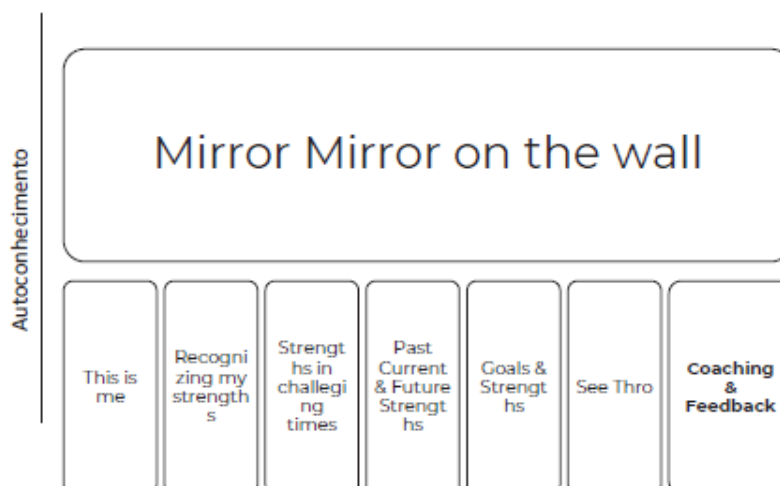 Autoconhecimento
Mirror Mirror on the wall
This is
me
Recogni
zing my
strength
s
Strengt
hs in
challegi
ng
times
Past
Current
& Future
Strengt
hs
Goals &
Strengt
hs
See Thro
Coaching
&
Feedback